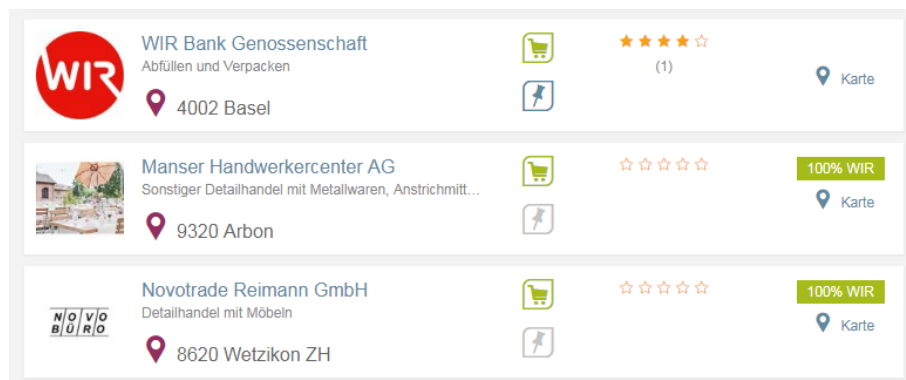 WIR
WIR Bank Genossenschaft
Abfüllen und Verpacken
4002 Basel
(1)
Karte
Manser Handwerkercenter AG
Sonstiger Detailhandel mit Metallwaren, Anstrichmitt...
9320 Arbon
100% WIR
Karte
NOVO
BÜRO
Novotrade Reimann GmbH
Detailhandel mit Möbeln
8620 Wetzikon ZH
100% WIR
Karte